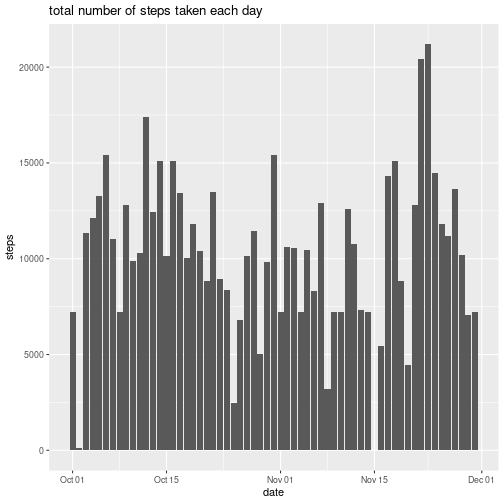 total number of steps taken each day
20000
15000
10000
5000
0
steps
Oct 01
Oct 15
Nov 01
Nov 15
Dec 01
date